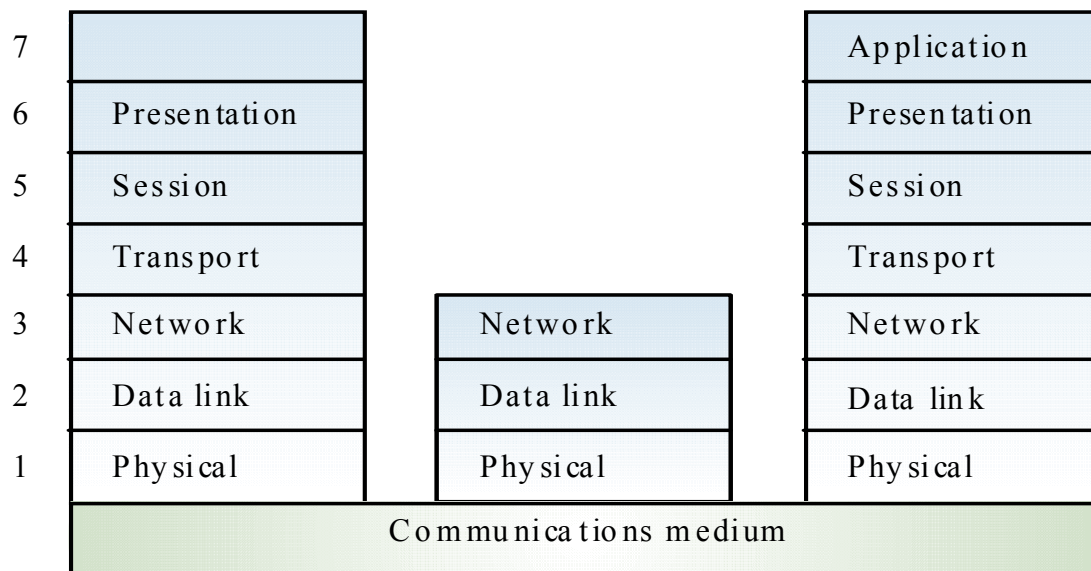 7 Application
6 Presentation Presentation
5 Session Session
4 Transport Transport
3 Network Network Network
2 Data link Data link Data link
1 Physical Physical Physical
Communications medium